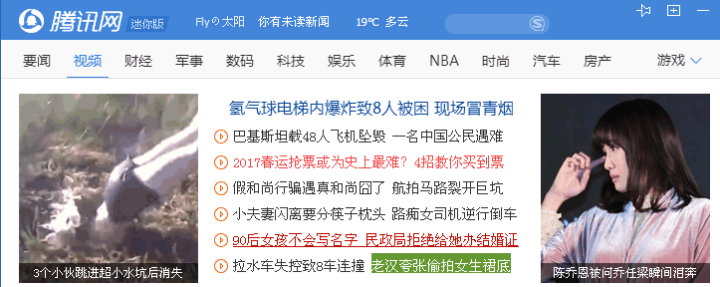 腾讯网 迷你版 Fly の 太阳 你有未读新闻 19℃ 多云
要闻 视频 财经 军事 数码 科技 娱乐 体育 NBA 时尚 汽车 房产 游戏
氢气球电梯内爆炸致8人被困 现场冒青烟
巴基斯坦载48人飞机坠毁 一名中国公民遇难
2017春运抢票或为史上最难？4招教你买到票
假和尚行骗遇真和尚囧了 航拍马路裂开巨坑
小夫妻闪离要分筷子枕头 路痴女司机逆行倒车
90后女孩不会写名字 民政局拒绝给她办结婚证
拉水车失控致8车连撞 老汉夸张偷拍女生裙底
3个小伙跳进超小水坑后消失
陈乔恩被问乔任梁瞬间泪奔